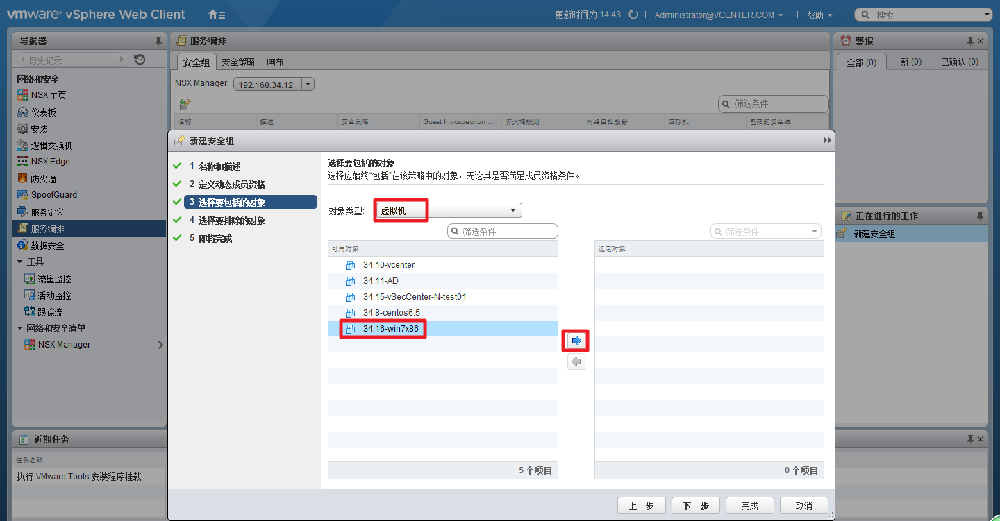 vmware® vSphere Web Client
更新时间为 14:43
Administrator@VCENTER.COM
帮助
搜索
导航器
历史记录
网络和安全
NSX 主页
仪表板
安装
逻辑交换机
NSX Edge
防火墙
SpoofGuard
服务定义
服务编排
数据安全
工具
流量监控
活动监控
跟踪流
网络和安全清单
NSX Manager
近期任务
任务名称
执行 VMware Tools 安装程序挂载
服务编排
安全组 安全策略 画布
NSX Manager: 192.168.34.12
筛选条件
名称 描述 安全策略 Guest Introspection ... 防火墙规则 网络自检服务 虚拟机 包括的安全组
新建安全组
1 名称和描述
2 定义动态成员资格
3 选择要包括的对象
4 选择要排除的对象
5 即将完成
选择要包括的对象
选择应始终“包括”在该策略中的对象，无论其是否满足成员资格条件。
对象类型: 虚拟机
筛选条件
筛选条件
可用对象
选定对象
34.10-vcenter
34.11-AD
34.15-vSecCenter-N-test01
34.8-centos6.5
34.16-win7x86
5 个项目
0 个项目
上一步 下一步 完成 取消
警报
全部 (0) 新 (0) 已确认 (0)
正在进行的工作
新建安全组